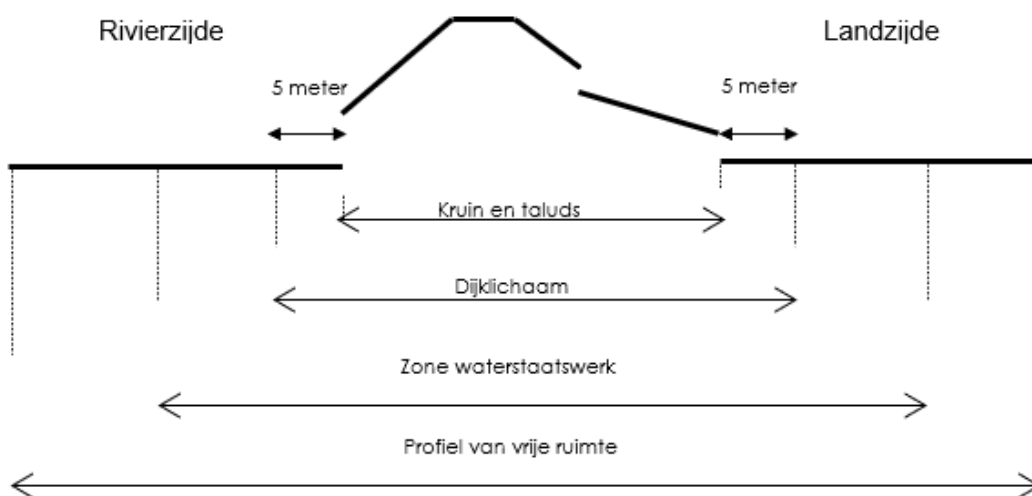 Rivierzijde
Landzijde
5 meter
5 meter
Kruin en taluds
Dijklichaam
Zone waterstaatswerk
Profiel van vrije ruimte